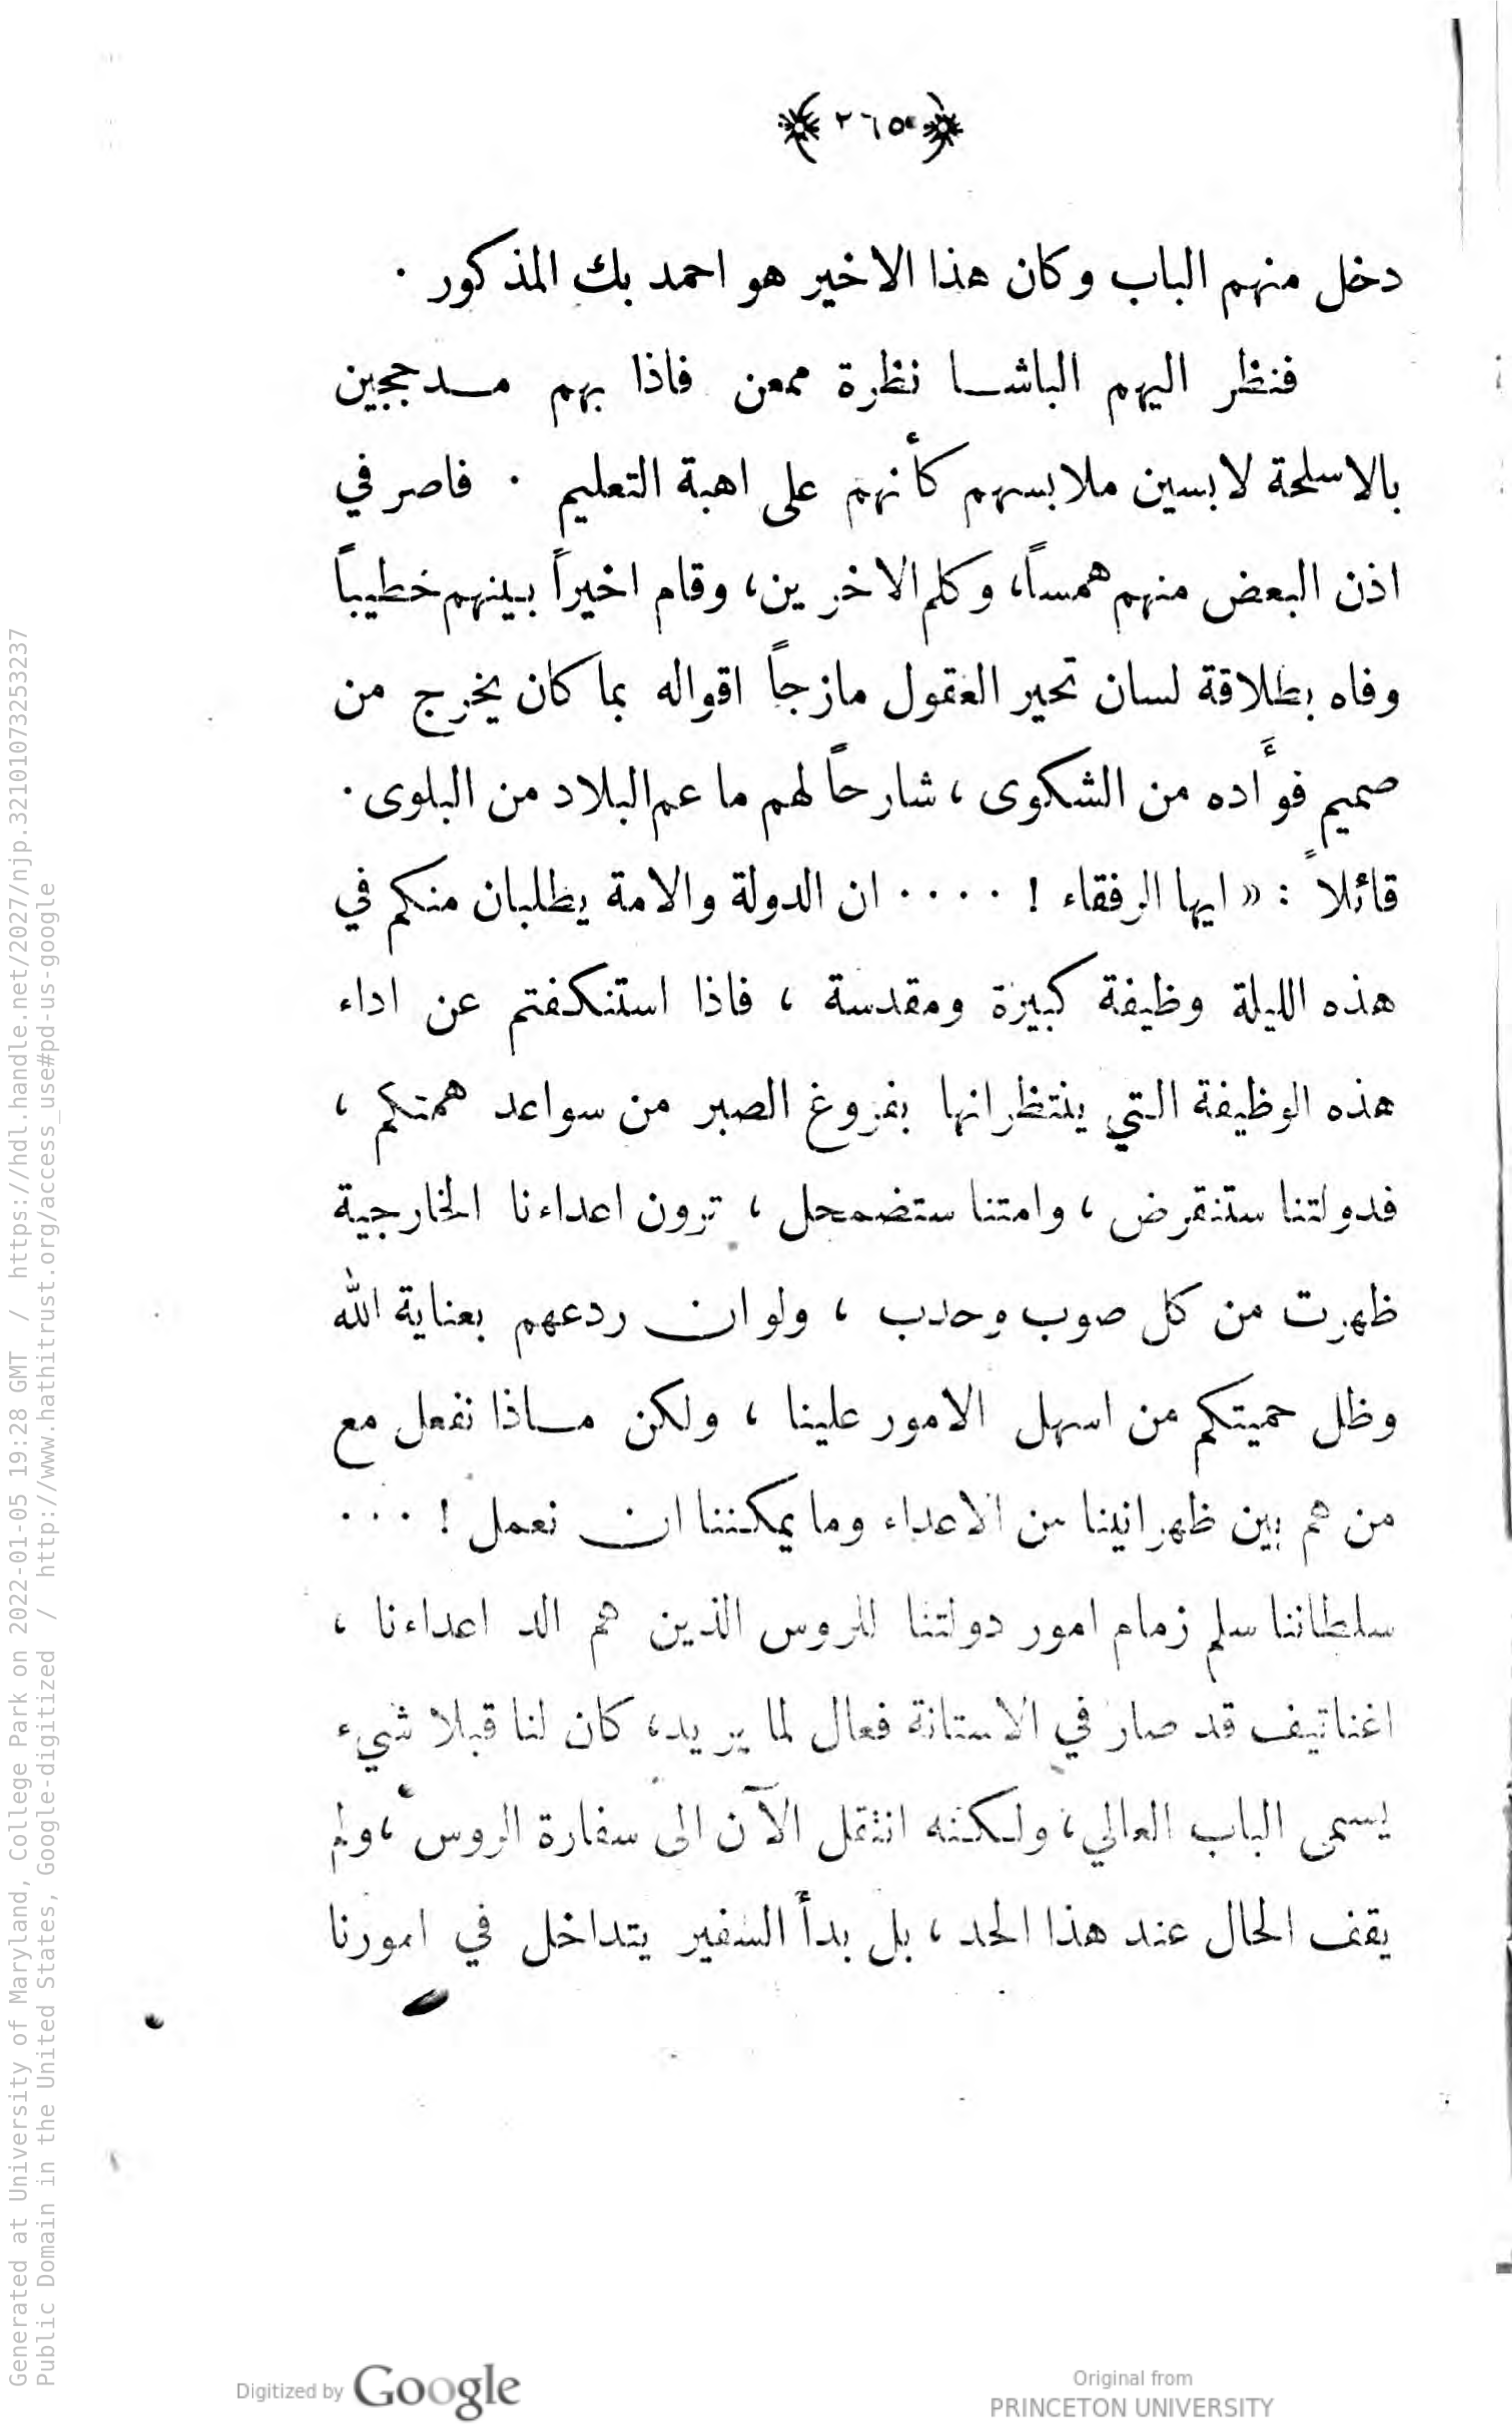 ٢٦٥
دخل منهم الباب وكان هذا الاخير هو احمد بك المذكور ·
فنظر اليهم الباشا نظرة ممعن فاذا بهم مدججين
بالاسلحة لابسين ملابسهم كأنهم على اهبة التعليم · فاصر في
اذن البعض منهم همساً، وكلم الاخرين، وقام اخيراً بينهم خطيباً
وفاه بطلاقة لسان تحير العقول مازجاً اقواله بما كان يخرج من
صميم فوأَده من الشكوى ، شارحاً لهم ما عم البلاد من البلوى ·
قائلاً : « ايها الرفقاء ! ···· ان الدولة والامة يطلبان منكم في
هذه الليلة وظيفة كبيرة ومقدسة ، فاذا استنكفتم عن اداء
هذه الوظيفة التي ينتظرانها بفروغ الصبر من سواعد همتكم ،
فدولتنا ستنقرض ، وامتنا ستضمحل ، ترون اعداءنا الخارجية
ظهرت من كل صوب وحدب ، ولو ان ردعهم بعناية الله
وظل حميتكم من اسهل الامور علينا ، ولكن ماذا نفعل مع
من هم بين ظهرانينا من الاعداء وما يمكننا ان نعمل ! ···
سلطاننا سلم زمام امور دولتنا للروس الذين هم الد اعداءنا ،
اغناتيف قد صار في الاستانة فعال لما يريد، كان لنا قبلا شيء
يسمى الباب العالي، ولكنه انتقل الآن الى سفارة الروس ، ولم
يقف الحال عند هذا الحد ، بل بدأ السفير يتداخل في امورنا
Generated at University of Maryland, College Park on 2022-01-05 19:28 GMT / https://hdl.handle.net/2027/njp.32101073253237
Public Domain in the United States, Google-digitized / http://www.hathitrust.org/access_use#pd-us-google
Digitized by Google
Original from
PRINCETON UNIVERSITY